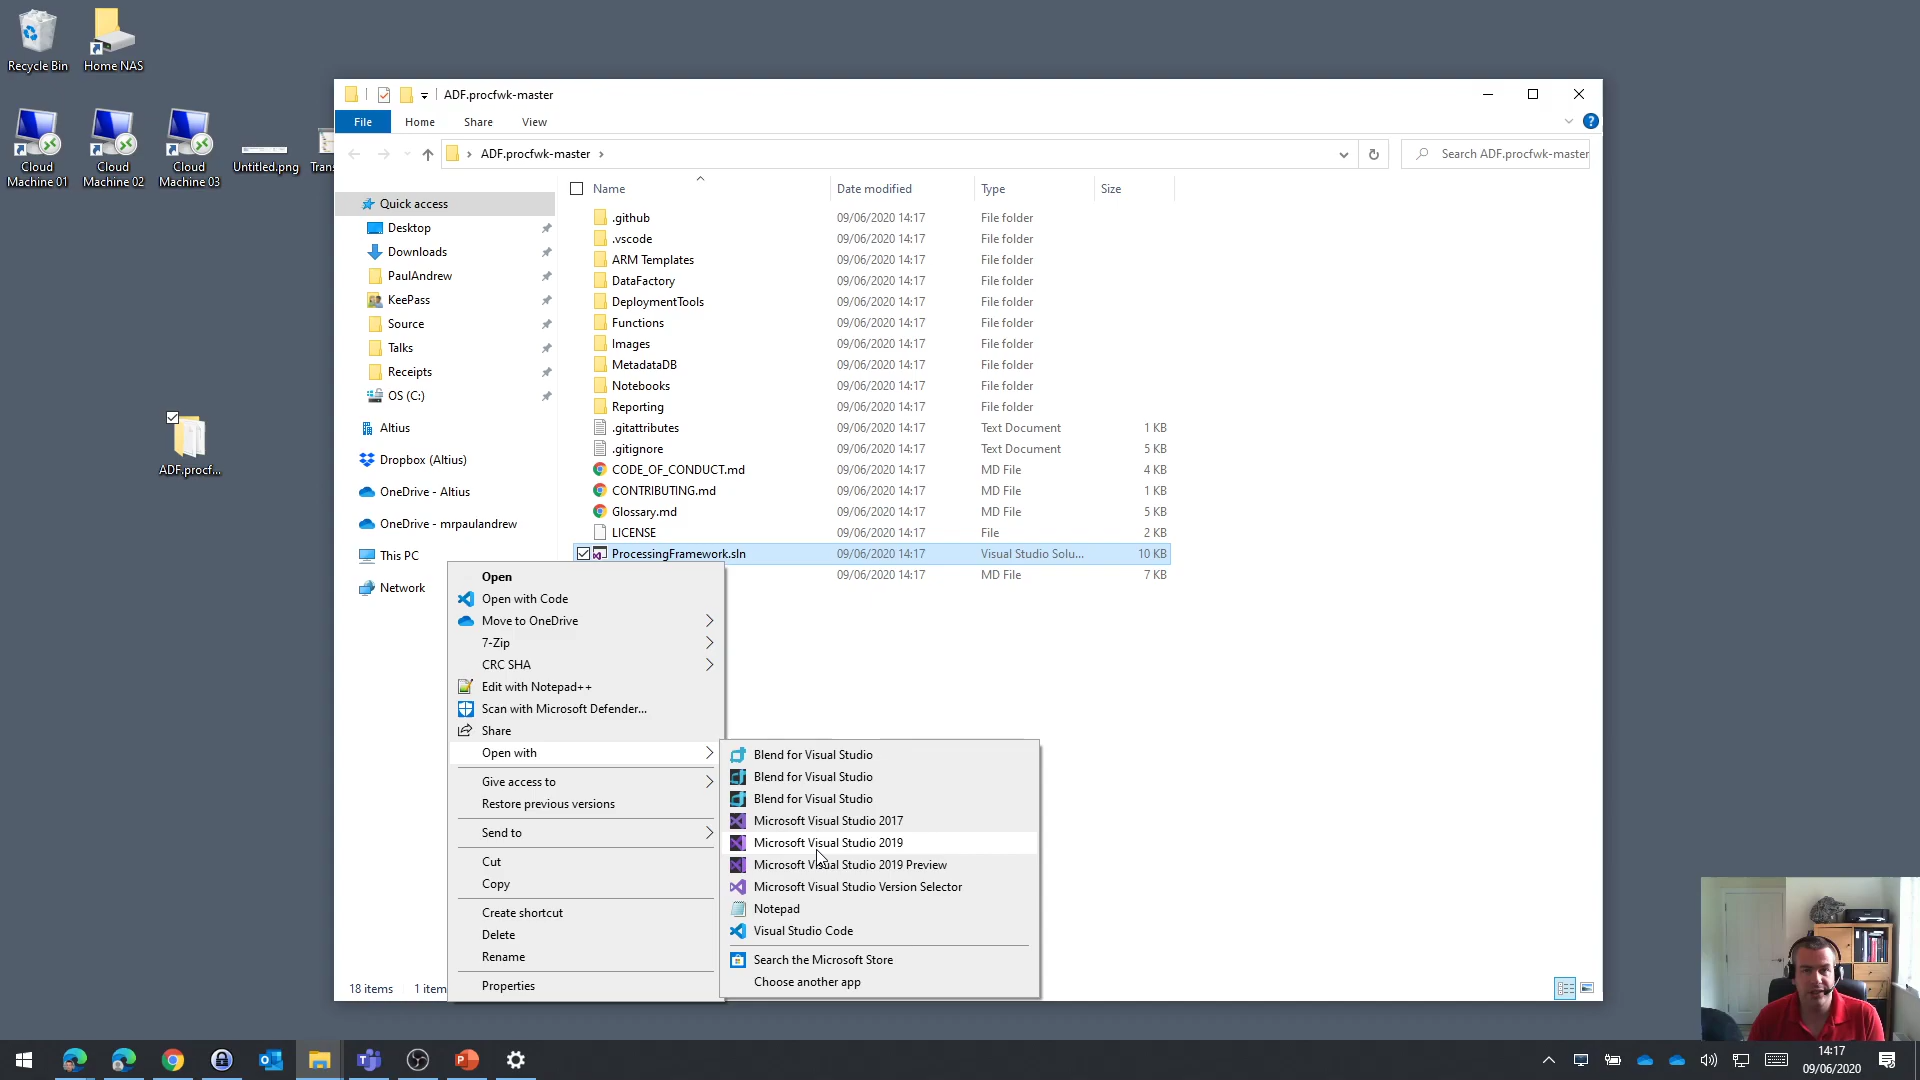 Recycle Bin
Home NAS
Cloud
Machine 01
Cloud
Machine 02
Cloud
Machine 03
Untitled.png
Trans
ADF.procf...
ADF.procfwk-master
File
Home
Share
View
ADF.procfwk-master
Search ADF.procfwk-master
Quick access
Desktop
Downloads
PaulAndrew
KeePass
Source
Talks
Receipts
OS (C:)
Altius
Dropbox (Altius)
OneDrive - Altius
OneDrive - mrpaulandrew
This PC
Network
Name Date modified Type Size
.github 09/06/2020 14:17 File folder
.vscode 09/06/2020 14:17 File folder
ARM Templates 09/06/2020 14:17 File folder
DataFactory 09/06/2020 14:17 File folder
DeploymentTools 09/06/2020 14:17 File folder
Functions 09/06/2020 14:17 File folder
Images 09/06/2020 14:17 File folder
MetadataDB 09/06/2020 14:17 File folder
Notebooks 09/06/2020 14:17 File folder
Reporting 09/06/2020 14:17 File folder
.gitattributes 09/06/2020 14:17 Text Document 1 KB
.gitignore 09/06/2020 14:17 Text Document 5 KB
CODE_OF_CONDUCT.md 09/06/2020 14:17 MD File 4 KB
CONTRIBUTING.md 09/06/2020 14:17 MD File 1 KB
Glossary.md 09/06/2020 14:17 MD File 5 KB
LICENSE 09/06/2020 14:17 File 2 KB
ProcessingFramework.sln 09/06/2020 14:17 Visual Studio Solu... 10 KB
09/06/2020 14:17 MD File 7 KB
Open
Open with Code
Move to OneDrive
7-Zip
CRC SHA
Edit with Notepad++
Scan with Microsoft Defender...
Share
Open with
Give access to
Restore previous versions
Send to
Cut
Copy
Create shortcut
Delete
Rename
Properties
Blend for Visual Studio
Blend for Visual Studio
Blend for Visual Studio
Microsoft Visual Studio 2017
Microsoft Visual Studio 2019
Microsoft Visual Studio 2019 Preview
Microsoft Visual Studio Version Selector
Notepad
Visual Studio Code
Search the Microsoft Store
Choose another app
18 items 1 item
14:17
09/06/2020